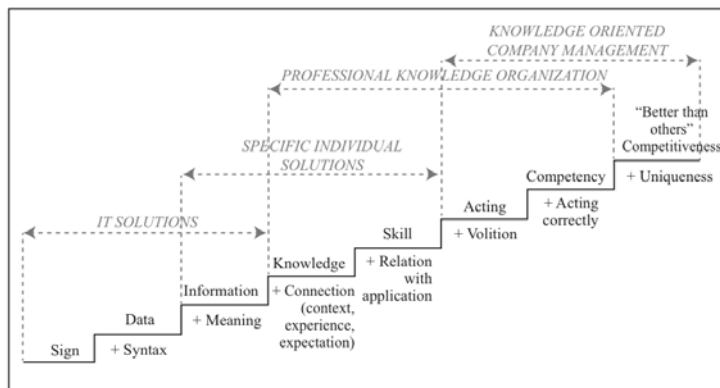 KNOWLEDGE ORIENTED
COMPANY MANAGEMENT
PROFESSIONAL KNOWLEDGE ORGANIZATION
SPECIFIC INDIVIDUAL
SOLUTIONS
IT SOLUTIONS
Sign
Data
+ Syntax
Information
+ Meaning
Knowledge
+ Connection
(context,
experience,
expectation)
Skill
+ Relation
with
application
Acting
+ Volition
Competency
+ Acting
correctly
“Better than
others”
Competitiveness
+ Uniqueness